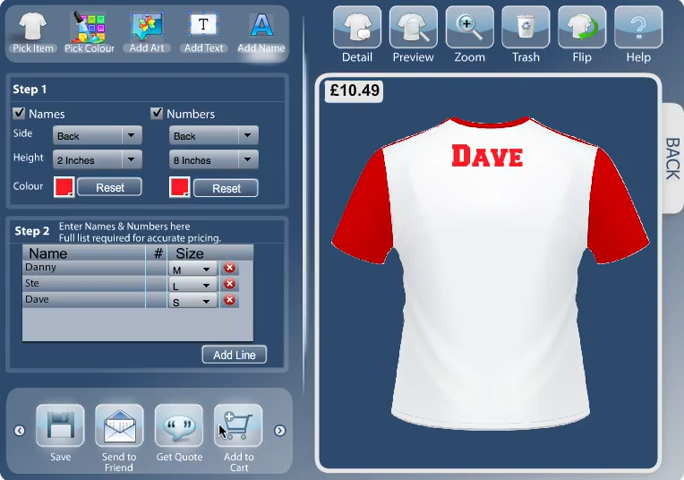 Pick Item
Pick Colour
Add Art
T
Add Text
A
Add Name
Detail
Preview
Zoom
Trash
Flip
?
Help
Step 1
Names
Numbers
Side
Back
Back
Height
2 Inches
8 Inches
Colour
Reset
Reset
Step 2
Enter Names & Numbers here
Full list required for accurate pricing.
Name # Size
Danny M
Ste L
Dave S
Add Line
Save
Send to
Friend
Get Quote
Add to
Cart
£10.49
DAVE
BACK